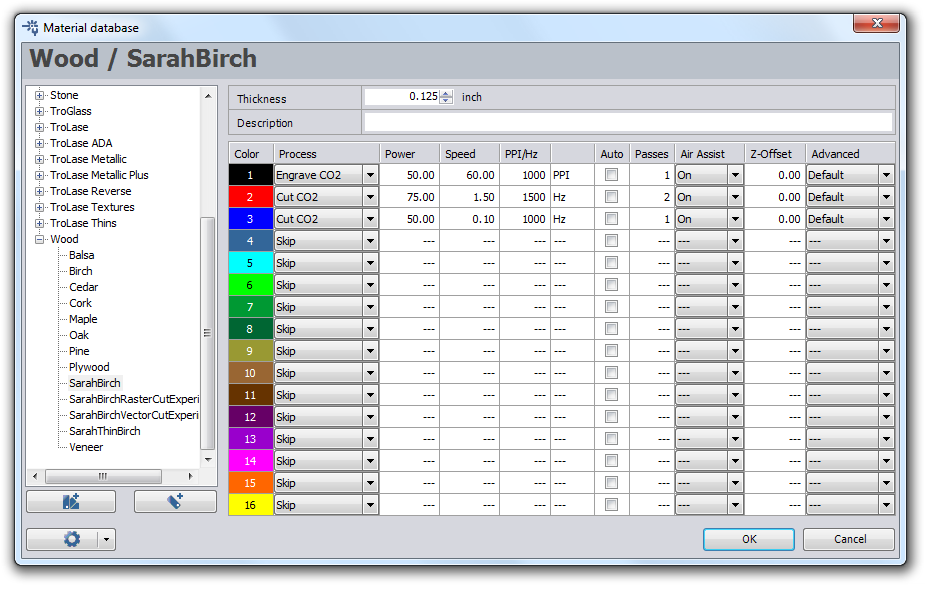 Material database
Wood / SarahBirch
Stone
TroGlass
TroLase
TroLase ADA
TroLase Metallic
TroLase Metallic Plus
TroLase Reverse
TroLase Textures
TroLase Thins
Wood
Balsa
Birch
Cedar
Cork
Maple
Oak
Pine
Plywood
SarahBirch
SarahBirchRasterCutExperi
SarahBirchVectorCutExperi
SarahThinBirch
Veneer
Thickness 0.125 inch
Description
Color Process Power Speed PPI/Hz Auto Passes Air Assist Z-Offset Advanced
1 Engrave CO2 50.00 60.00 1000 PPI 1 On 0.00 Default
2 Cut CO2 75.00 1.50 1500 Hz 2 On 0.00 Default
3 Cut CO2 50.00 0.10 1000 Hz 1 On 0.00 Default
4 Skip --- --- --- --- --- --- --- ---
5 Skip --- --- --- --- --- --- --- ---
6 Skip --- --- --- --- --- --- --- ---
7 Skip --- --- --- --- --- --- --- ---
8 Skip --- --- --- --- --- --- --- ---
9 Skip --- --- --- --- --- --- --- ---
10 Skip --- --- --- --- --- --- --- ---
11 Skip --- --- --- --- --- --- --- ---
12 Skip --- --- --- --- --- --- --- ---
13 Skip --- --- --- --- --- --- --- ---
14 Skip --- --- --- --- --- --- --- ---
15 Skip --- --- --- --- --- --- --- ---
16 Skip --- --- --- --- --- --- --- ---
OK Cancel